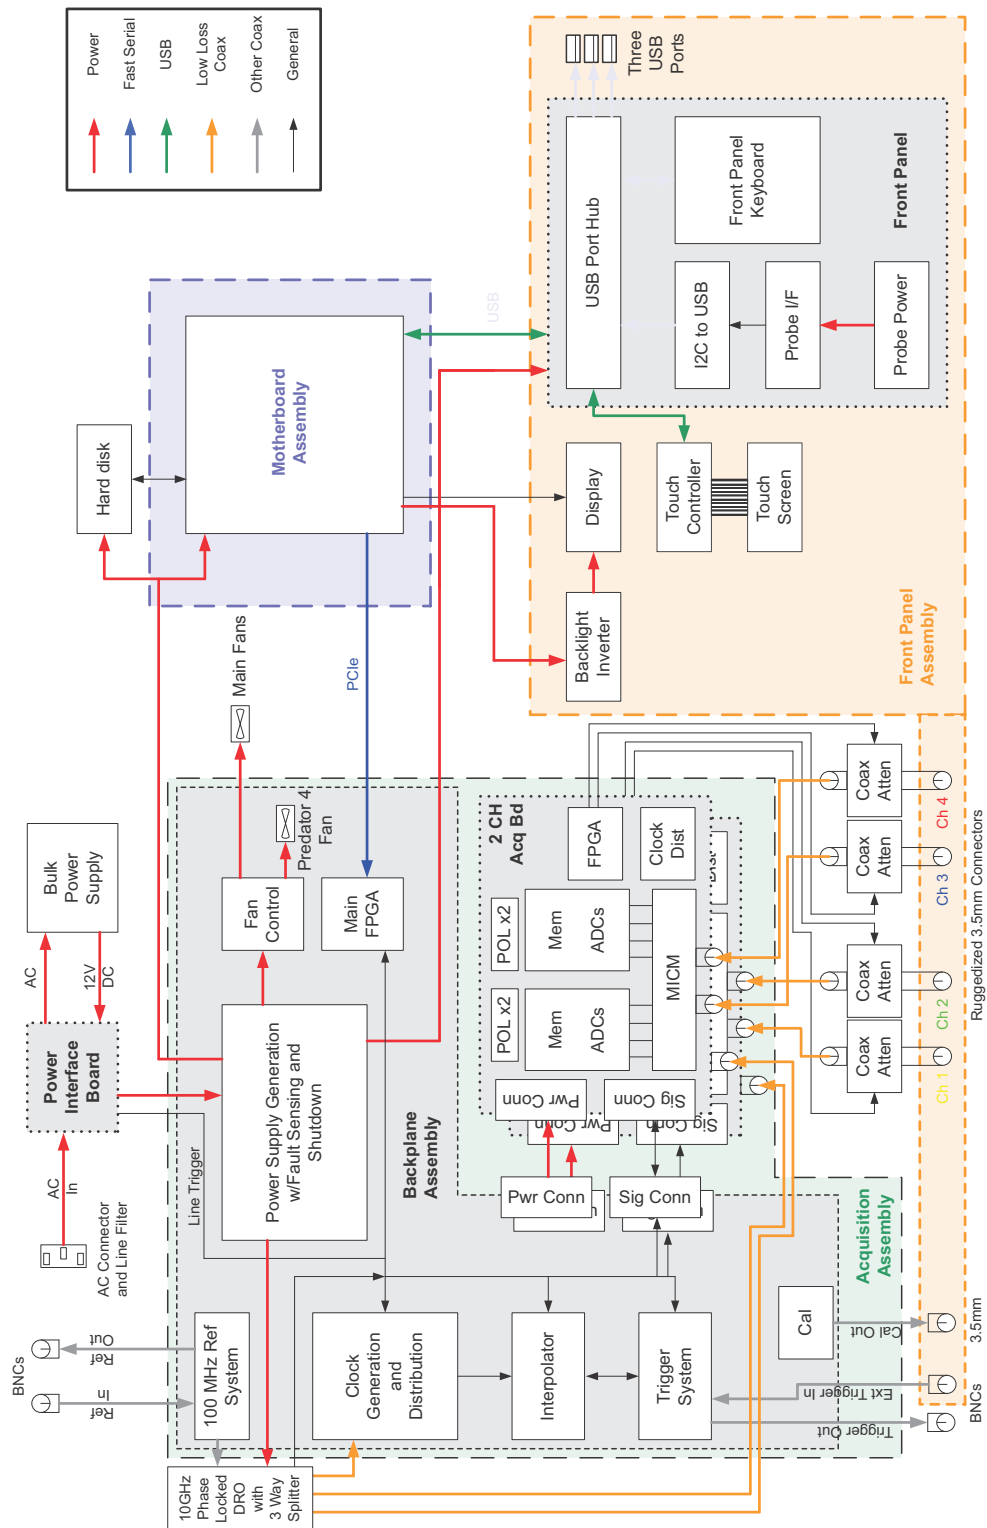 Power
Fast Serial
USB
Low Loss
Coax
Other Coax
General
Three
USB
Ports
USB Port Hub
Front Panel
Keyboard
Front Panel
I2C to USB
Probe I/F
Probe Power
USB
Motherboard
Assembly
Hard disk
Display
Touch
Controller
Touch
Screen
Backlight
Inverter
Front Panel
Assembly
PCIe
Main Fans
Predator 4
Fan
Fan
Control
Main
FPGA
Bulk
Power
Supply
AC
12V
DC
Power
Interface
Board
AC
In
AC Connector
and Line Filter
Line Trigger
Power Supply Generation
w/Fault Sensing and
Shutdown
Backplane
Assembly
2 CH
Acq Bd
FPGA
Clock
Dist
POL x2
Mem
ADCs
POL x2
Mem
ADCs
MICM
Pwr Conn
Sig Conn
Pwr Conn
Sig Conn
Pwr Conn
Sig Conn
Coax
Atten
Ch 4
Coax
Atten
Ch 3
Coax
Atten
Ch 2
Coax
Atten
Ch 1
Ruggedized 3.5mm Connectors
Acquisition
Assembly
BNCs
Ref
Out
Ref
In
100 MHz Ref
System
Clock
Generation
and
Distribution
Interpolator
Trigger
System
Cal
Cal Out
3.5mm
Ext Trigger In
Trigger Out
BNCs
10GHz
Phase
Locked
DRO
with
3 Way
Splitter